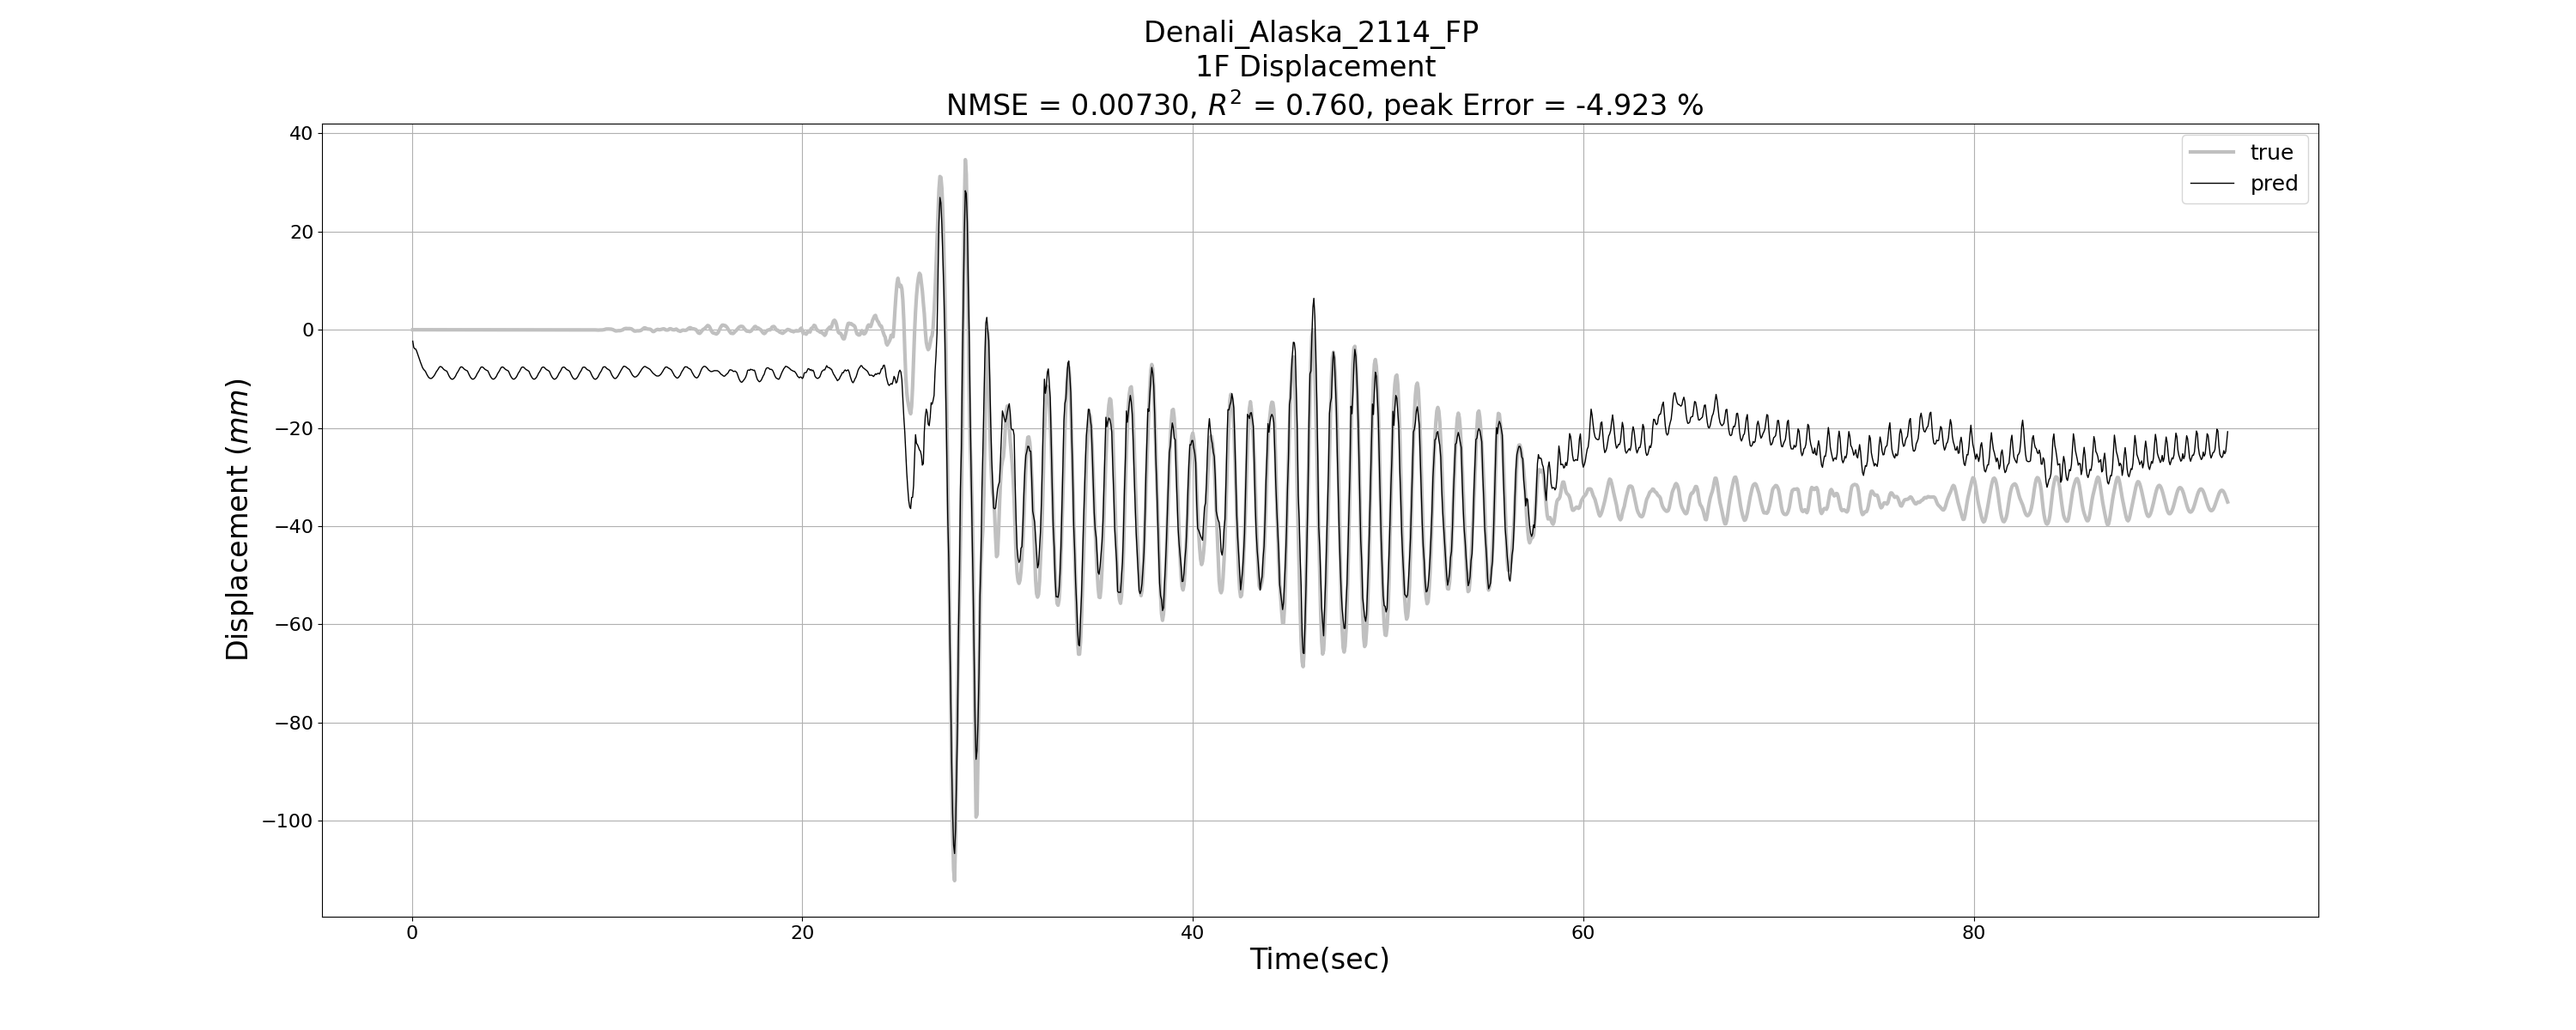 Denali_Alaska_2114_FP
1F Displacement
NMSE = 0.00730, R² = 0.760, peak Error = -4.923 %
true
pred
40
20
0
−20
−40
−60
−80
−100
Displacement (mm)
0 20 40 60 80
Time(sec)